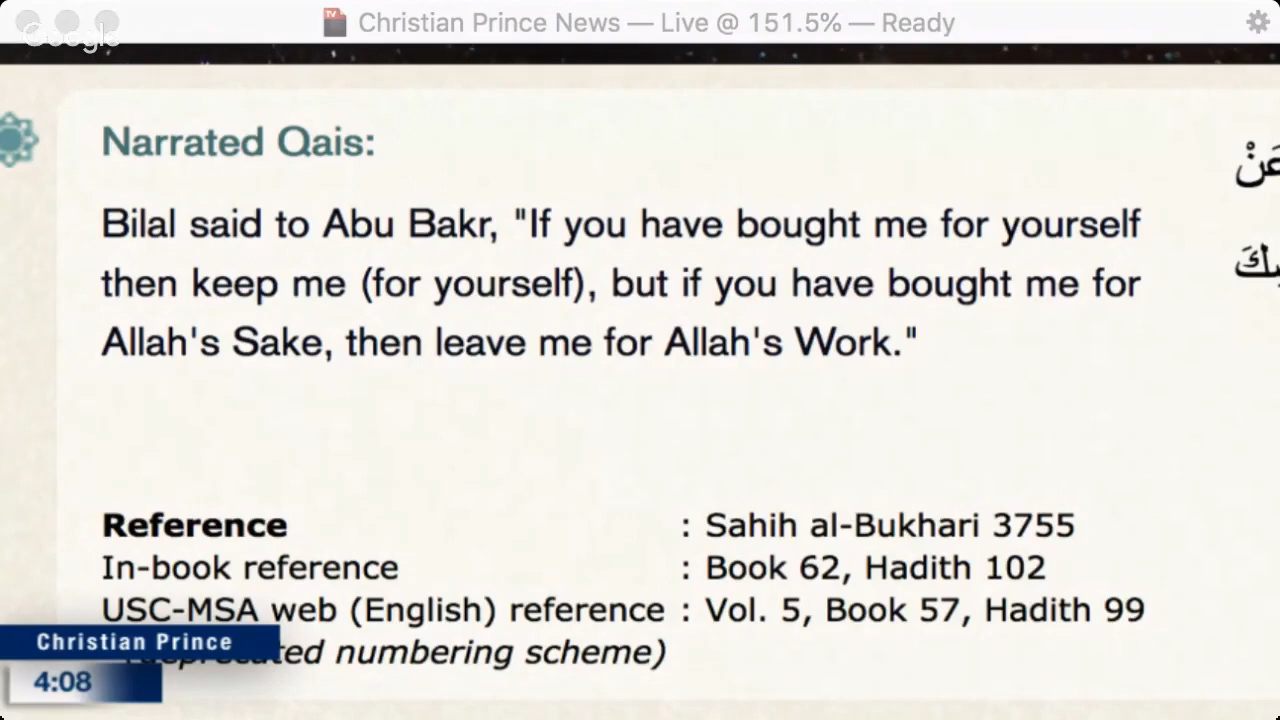 Christian Prince News — Live @ 151.5% — Ready
Google
Narrated Qais:
Bilal said to Abu Bakr, "If you have bought me for yourself
then keep me (for yourself), but if you have bought me for
Allah's Sake, then leave me for Allah's Work."
عَنْ
Reference : Sahih al-Bukhari 3755
In-book reference : Book 62, Hadith 102
USC-MSA web (English) reference : Vol. 5, Book 57, Hadith 99
(deprecated numbering scheme)
Christian Prince
4:08